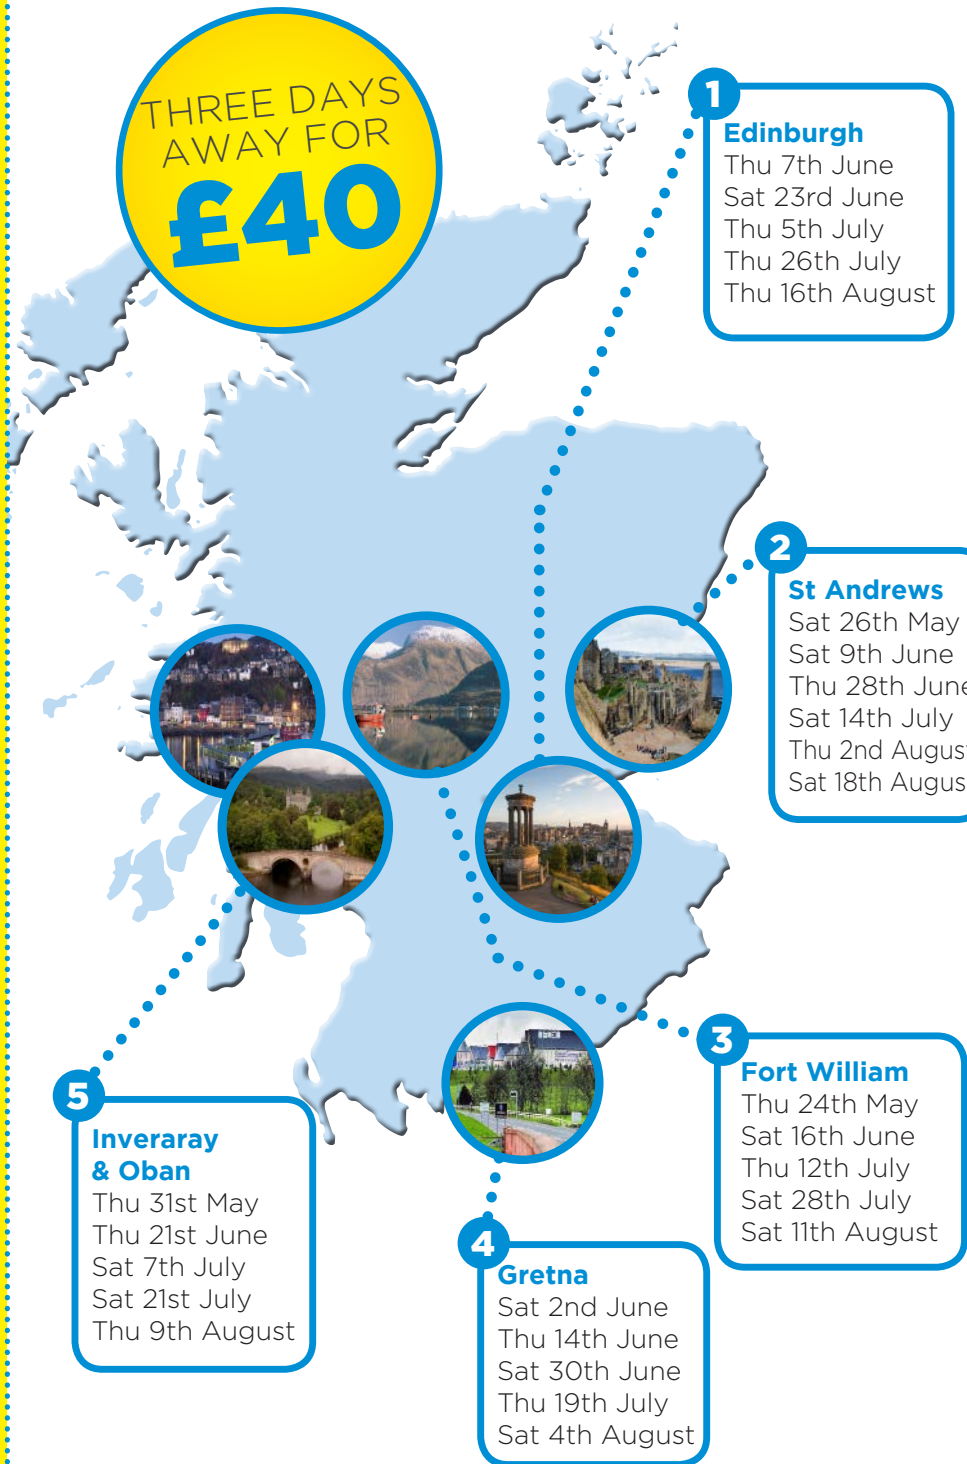 THREE DAYS
AWAY FOR
£40
1
Edinburgh
Thu 7th June
Sat 23rd June
Thu 5th July
Thu 26th July
Thu 16th August
2
St Andrews
Sat 26th May
Sat 9th June
Thu 28th June
Sat 14th July
Thu 2nd August
Sat 18th August
3
Fort William
Thu 24th May
Sat 16th June
Thu 12th July
Sat 28th July
Sat 11th August
4
Gretna
Sat 2nd June
Thu 14th June
Sat 30th June
Thu 19th July
Sat 4th August
5
Inveraray
& Oban
Thu 31st May
Thu 21st June
Sat 7th July
Sat 21st July
Thu 9th August